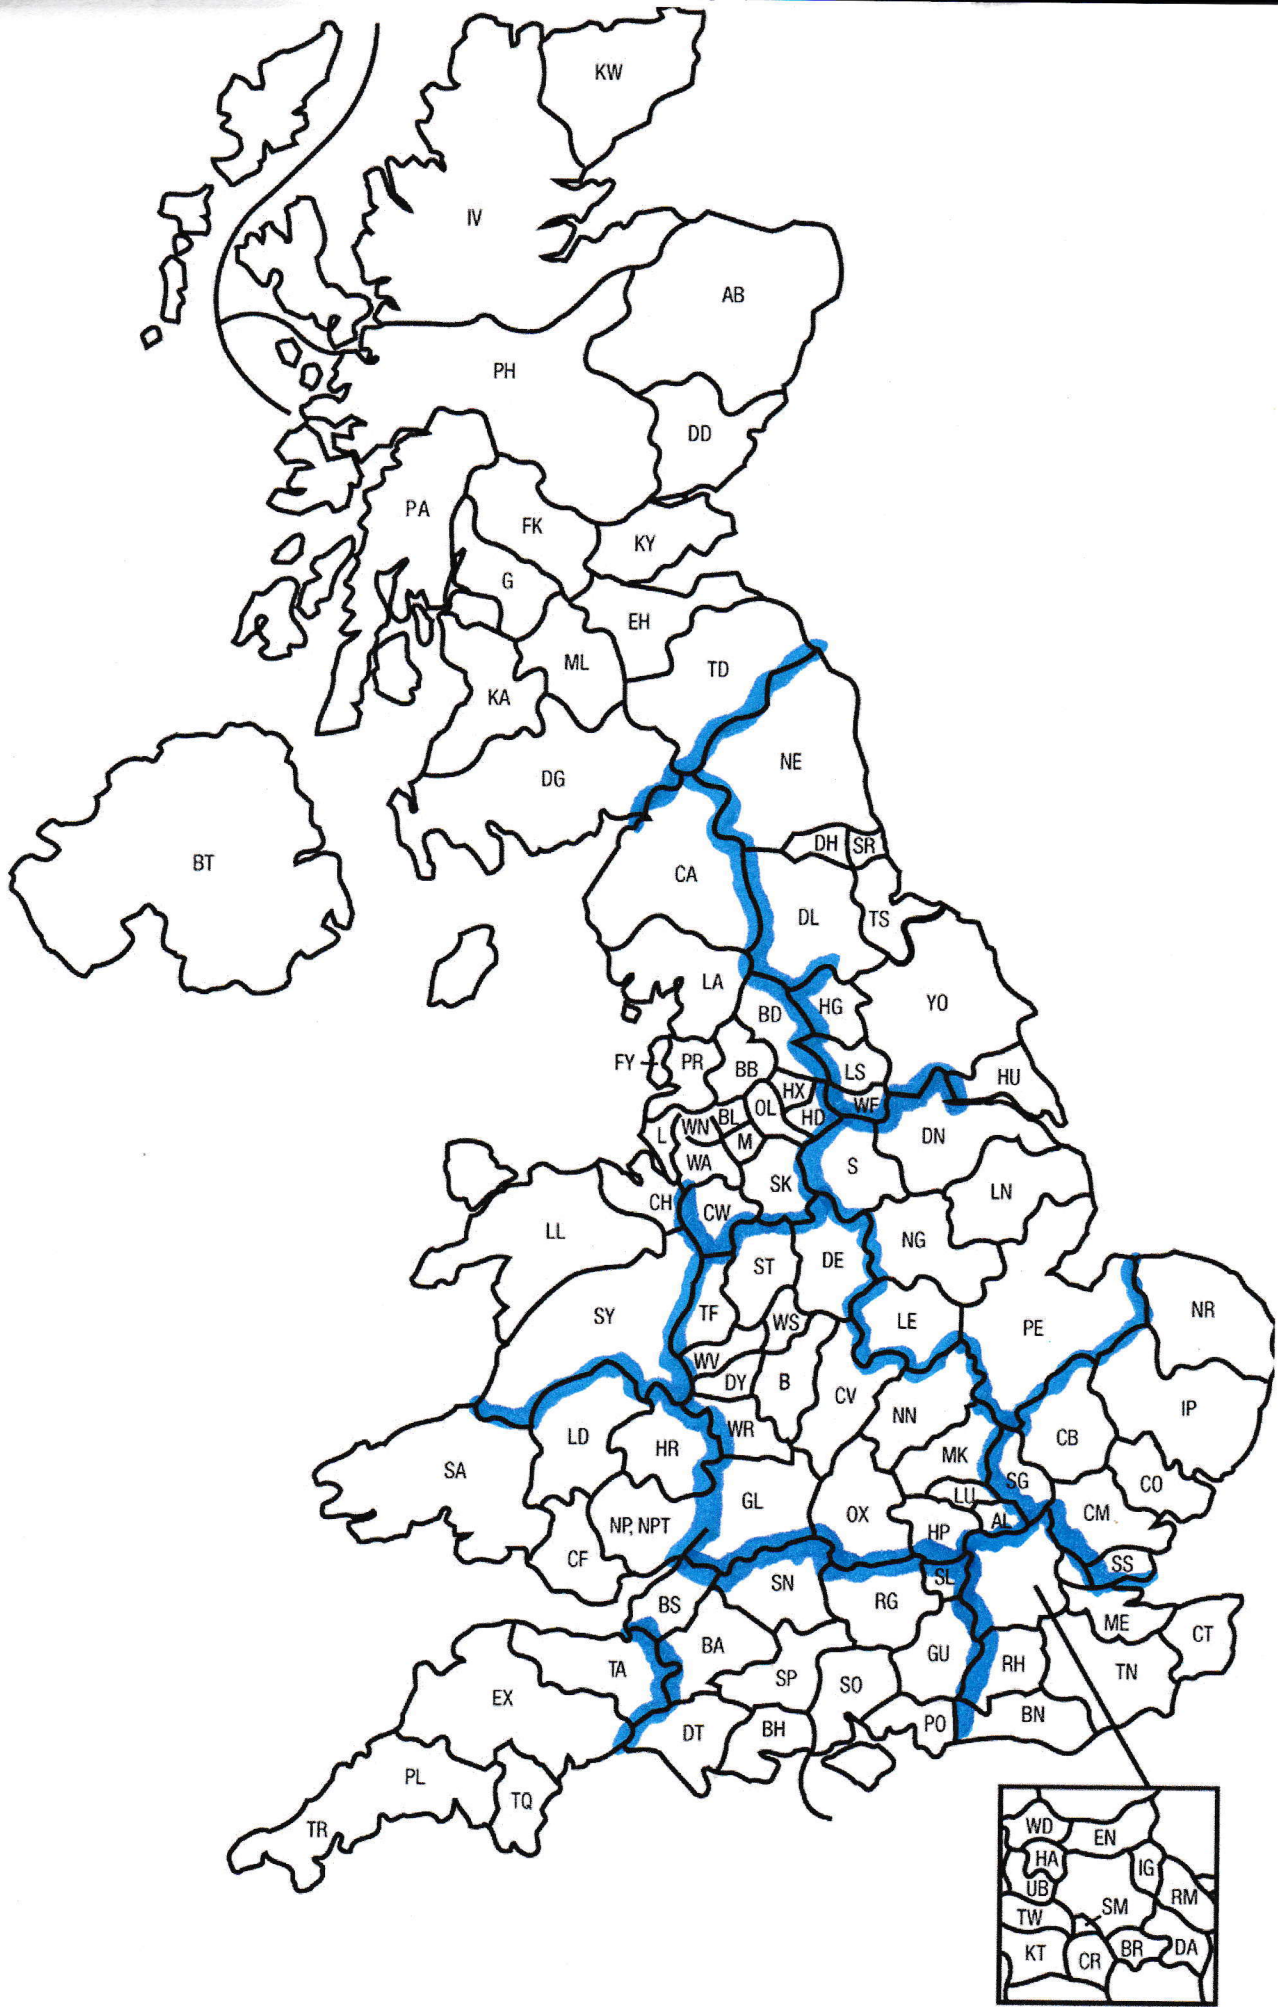 KW
IV
AB
PH
DD
PA
FK
KY
G
EH
ML
TD
KA
NE
DG
BT
DH
SR
CA
DL
TS
LA
HG
YO
BD
FY
PR
BB
LS
HU
HX
WF
OL
BL
WN
HD
L
M
DN
WA
S
SK
LN
CH
CW
LL
NG
ST
DE
SY
TF
WS
LE
PE
NR
WV
DY
B
CV
NN
IP
WR
LD
HR
CB
MK
SA
SG
CO
LU
GL
OX
AL
CM
NP, NPT
HP
CF
SS
SL
SN
BS
RG
ME
CT
BA
GU
RH
TN
TA
SP
SO
EX
PO
BN
DT
BH
PL
TQ
TR
WD
EN
HA
IG
UB
RM
SM
TW
KT
CR
BR
DA